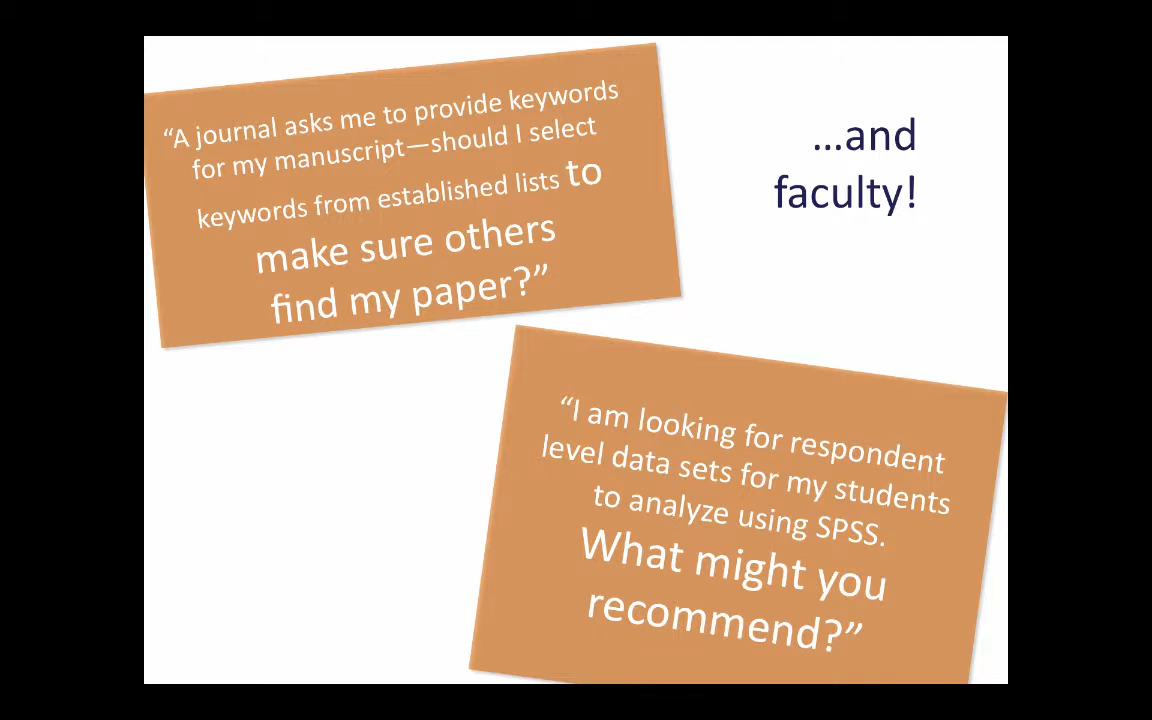 “A journal asks me to provide keywords
for my manuscript—should I select
keywords from established lists to
make sure others
find my paper?”
...and
faculty!
“I am looking for respondent
level data sets for my students
to analyze using SPSS.
What might you
recommend?”